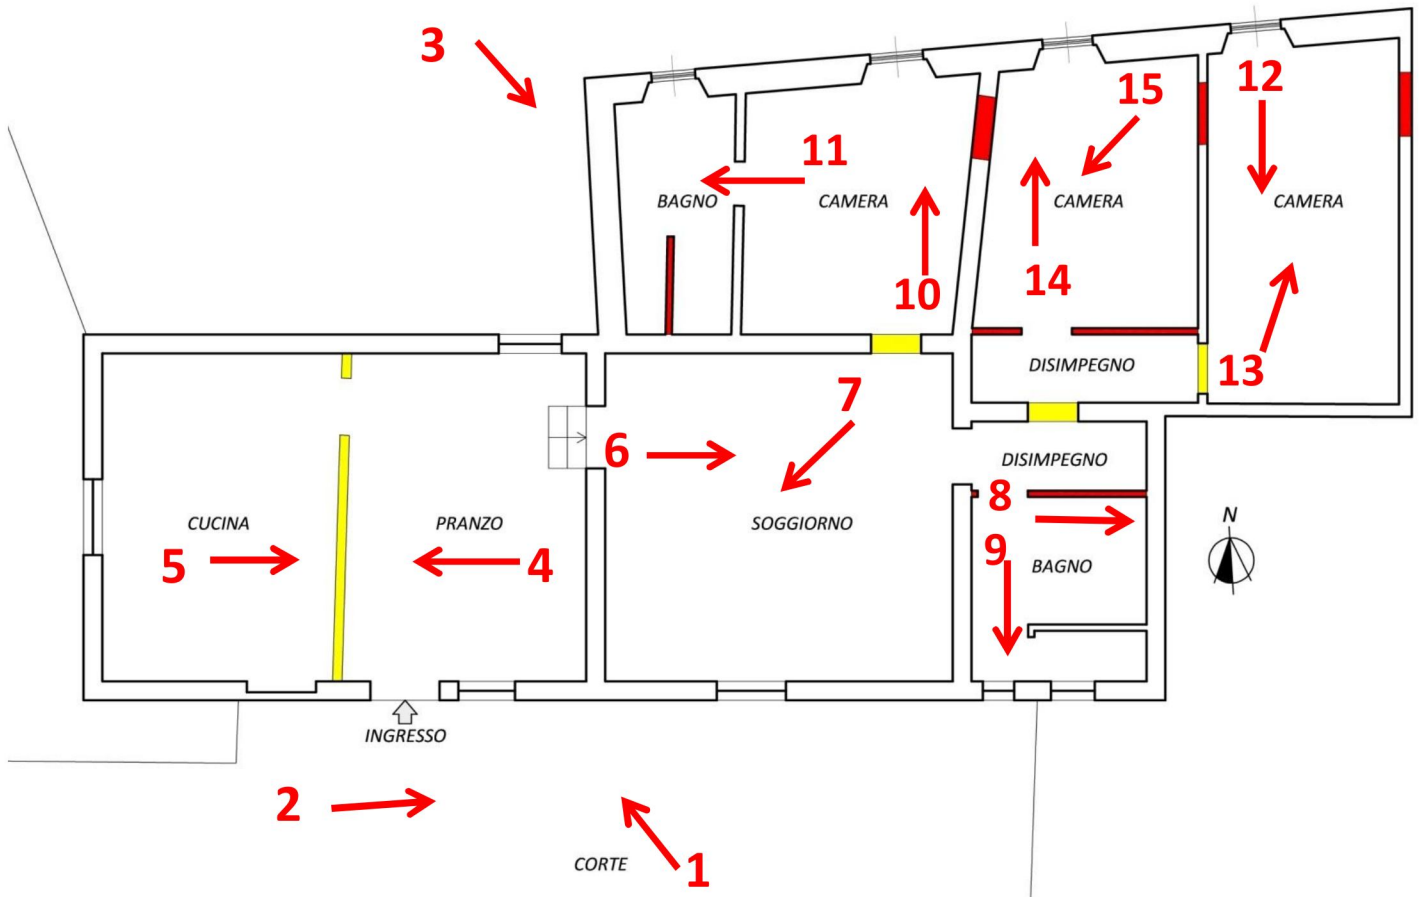 3
12
15
11
BAGNO
CAMERA
CAMERA
CAMERA
14
10
DISIMPEGNO
13
7
6
DISIMPEGNO
8
N
CUCINA
PRANZO
SOGGIORNO
9
5
4
BAGNO
INGRESSO
2
CORTE
1